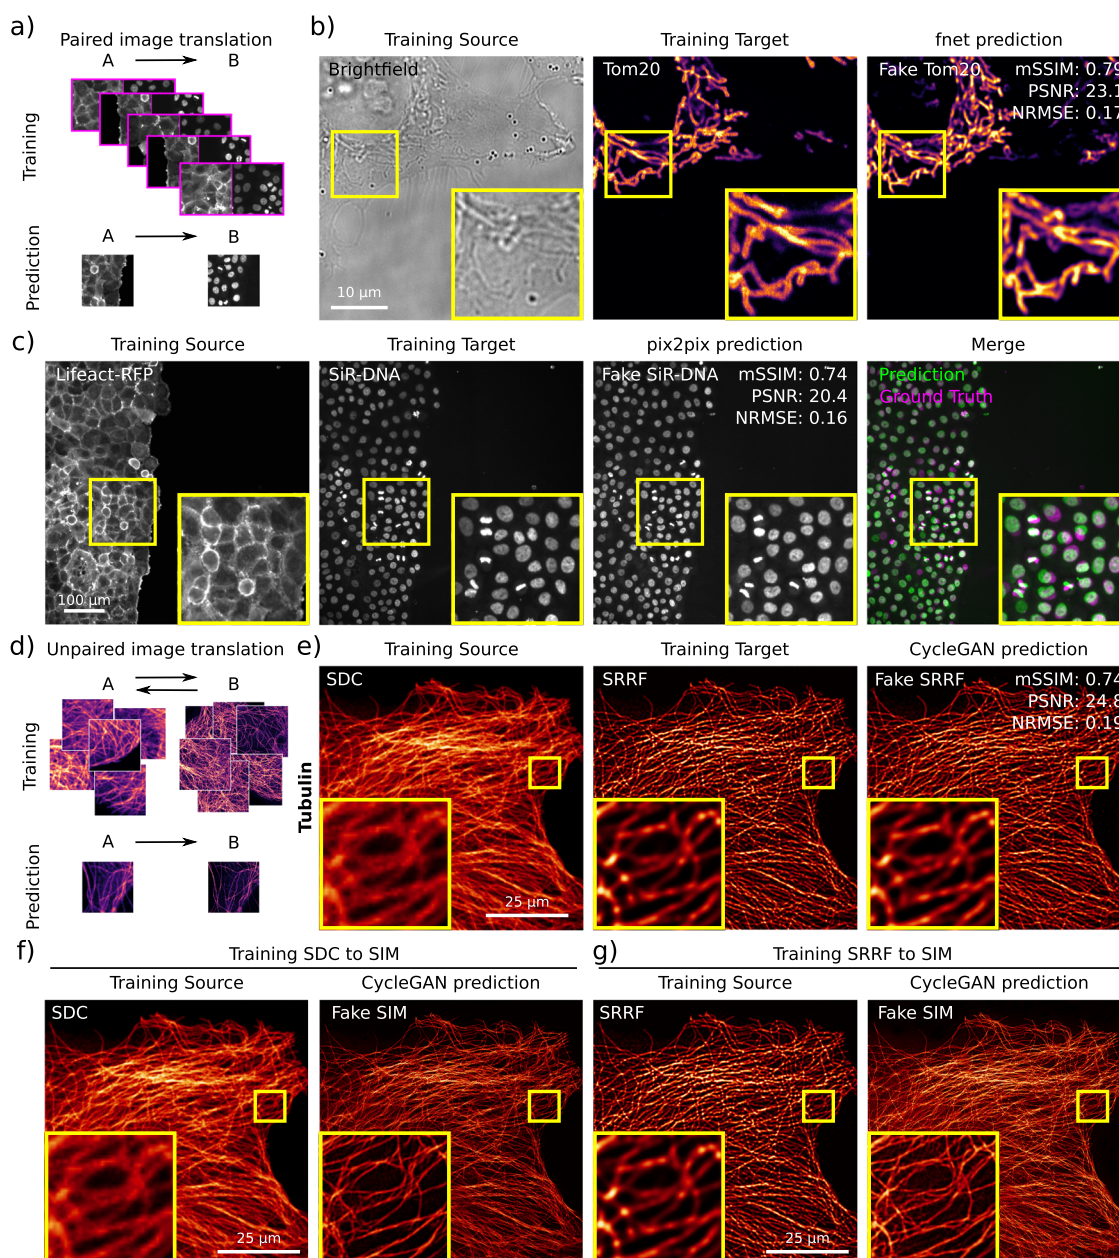 a)
Paired image translation
A
B
Training
A
B
Prediction
b)
Training Source
Training Target
fnet prediction
Brightfield
Tom20
Fake Tom20
mSSIM: 0.79
PSNR: 23.1
NRMSE: 0.17
10 µm
c)
Training Source
Training Target
pix2pix prediction
Merge
Lifeact-RFP
SiR-DNA
Fake SiR-DNA
mSSIM: 0.74
PSNR: 20.4
NRMSE: 0.16
Prediction
Ground Truth
100 µm
d)
Unpaired image translation
A
B
Training
A
B
Prediction
e)
Training Source
Training Target
CycleGAN prediction
Tubulin
SDC
SRRF
Fake SRRF
mSSIM: 0.74
PSNR: 24.8
NRMSE: 0.19
25 µm
f)
Training SDC to SIM
Training Source
CycleGAN prediction
SDC
Fake SIM
25 µm
g)
Training SRRF to SIM
Training Source
CycleGAN prediction
SRRF
Fake SIM
25 µm